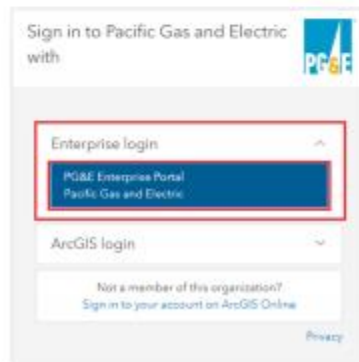 Sign in to Pacific Gas and Electric
with
PG&E
Enterprise login
PG&E Enterprise Portal
Pacific Gas and Electric
ArcGIS login
Not a member of this organization?
Sign in to your account on ArcGIS Online
Privacy